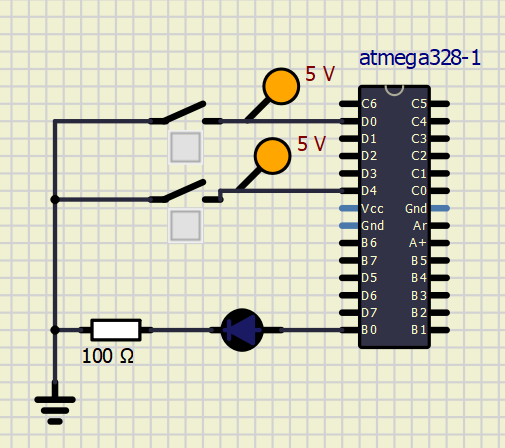 atmega328-1
5 V
C6 C5
D0 C4
5 V
D1 C3
D2 C2
D3 C1
D4 C0
Vcc Gnd
Gnd Ar
B6 A+
B7 B5
D5 B4
D6 B3
D7 B2
B0 B1
100 Ω